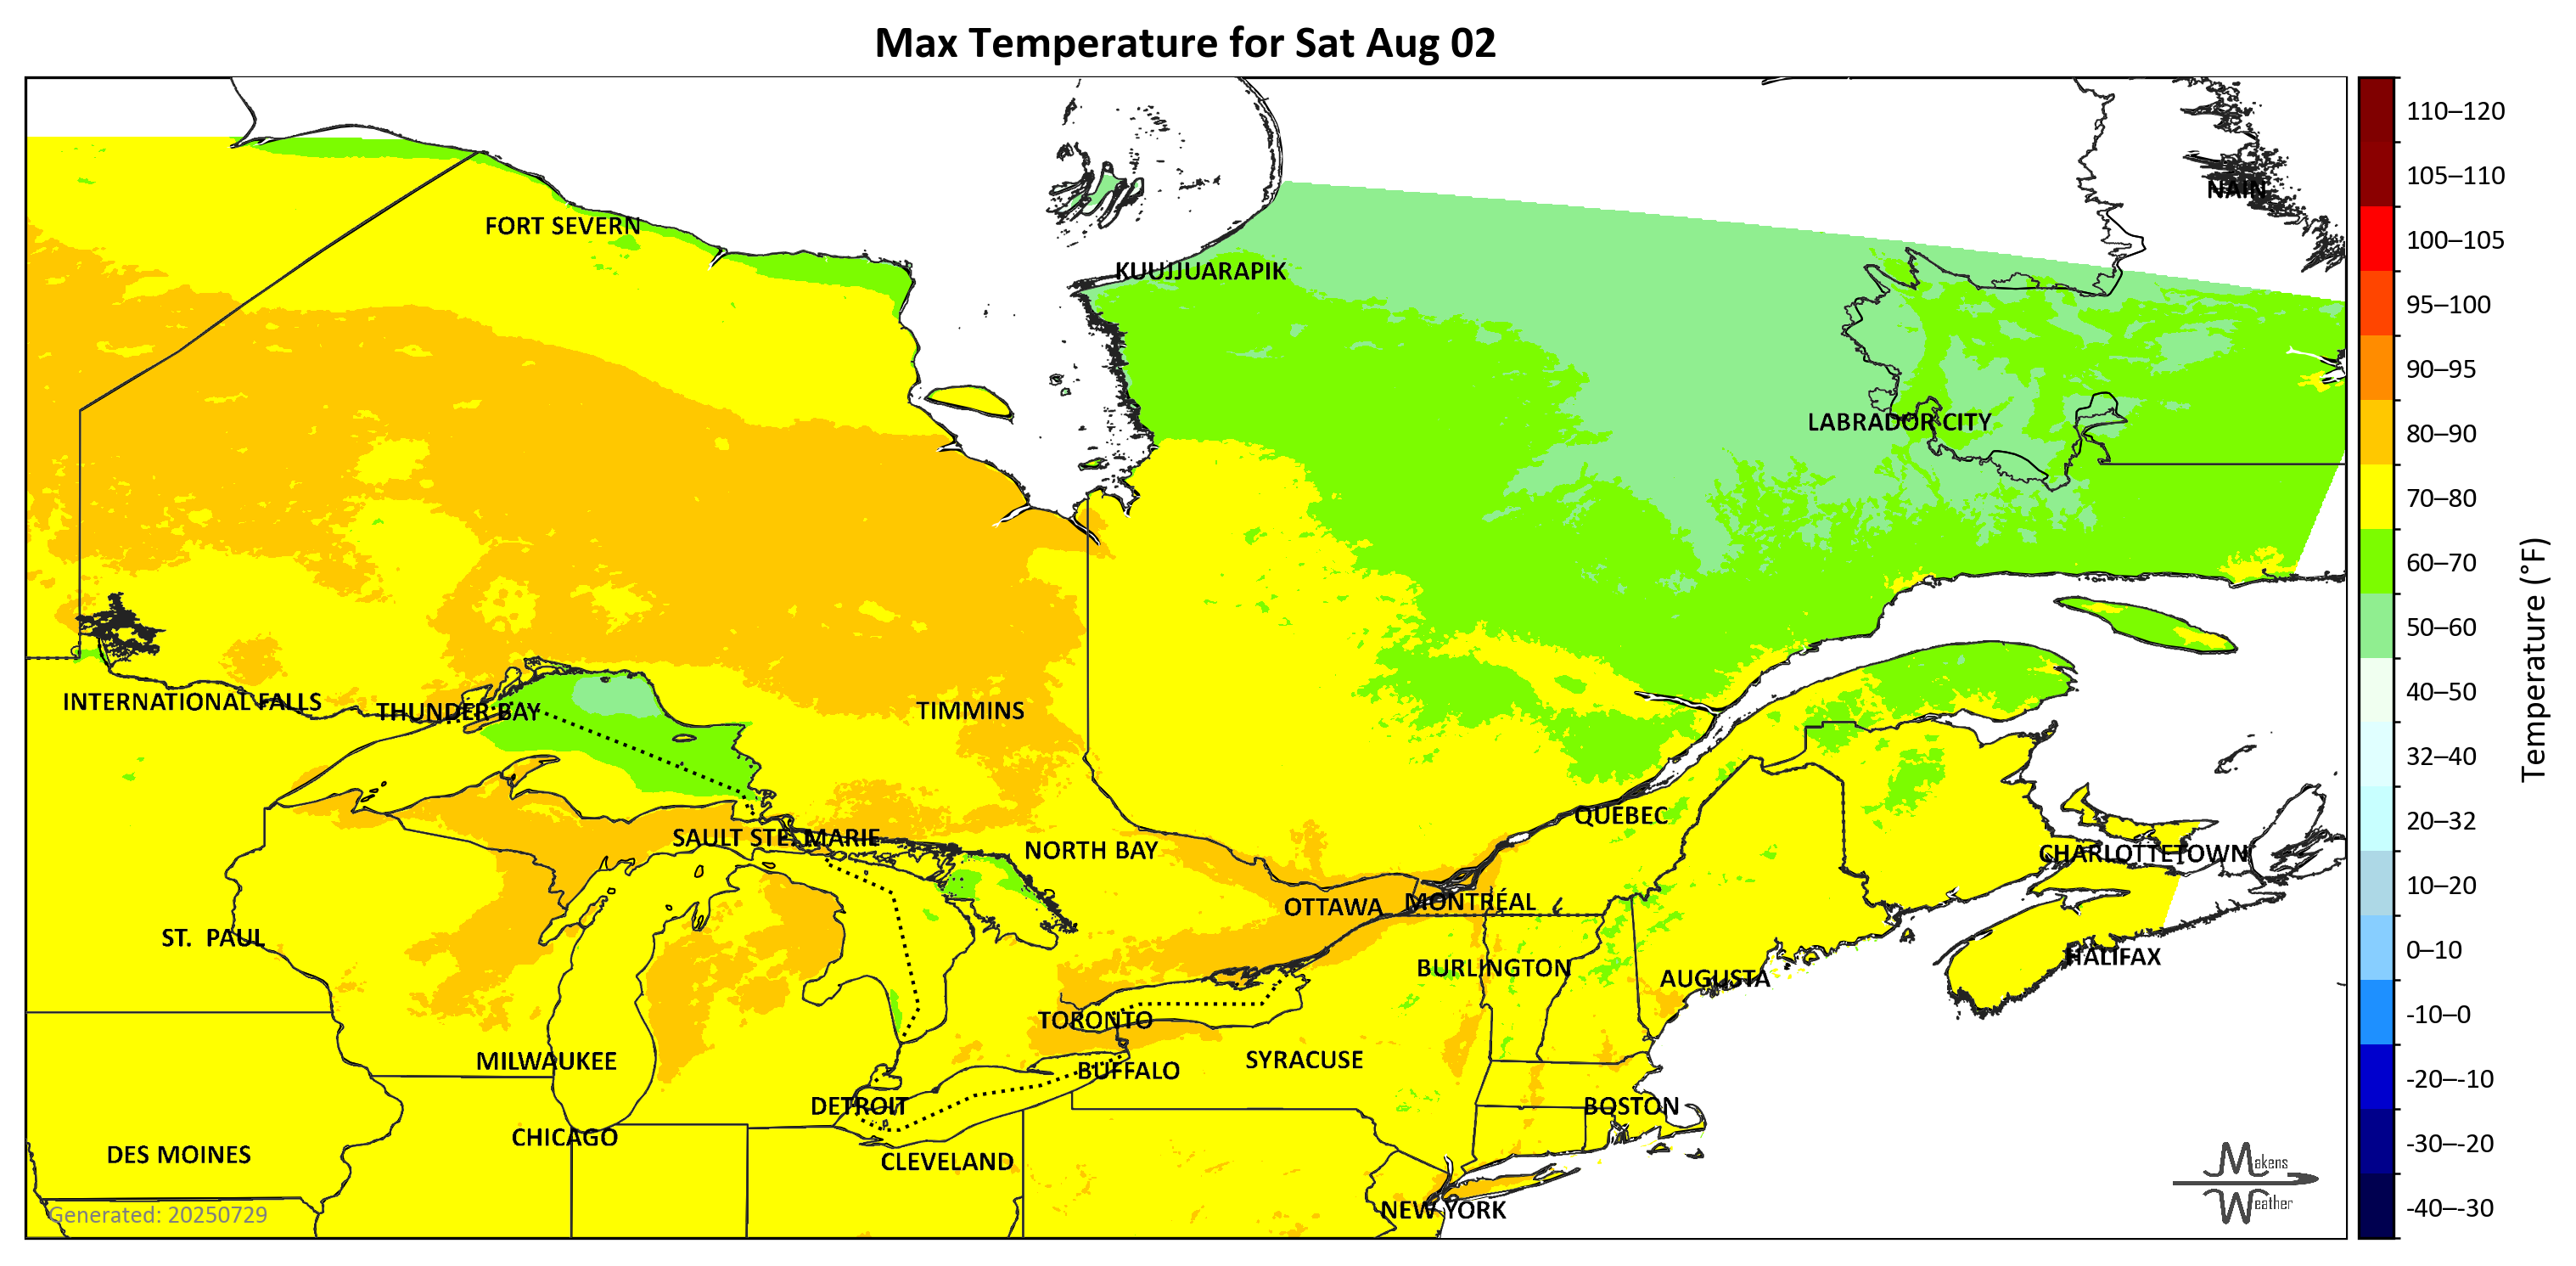 Max Temperature for Sat Aug 02
NAIN
FORT SEVERN
KUUJJUARAPIK
LABRADOR CITY
INTERNATIONAL FALLS
THUNDER BAY
TIMMINS
QUEBEC
SAULT STE. MARIE
NORTH BAY
CHARLOTTETOWN
OTTAWA
MONTRÉAL
ST. PAUL
HALIFAX
BURLINGTON
AUGUSTA
TORONTO
MILWAUKEE
BUFFALO
SYRACUSE
DETROIT
BOSTON
CHICAGO
DES MOINES
CLEVELAND
NEW YORK
Generated: 20250729
Makens
Weather
110–120
105–110
100–105
95–100
90–95
80–90
70–80
60–70
50–60
40–50
32–40
20–32
10–20
0–10
-10–0
-20–-10
-30–-20
-40–-30
Temperature (°F)